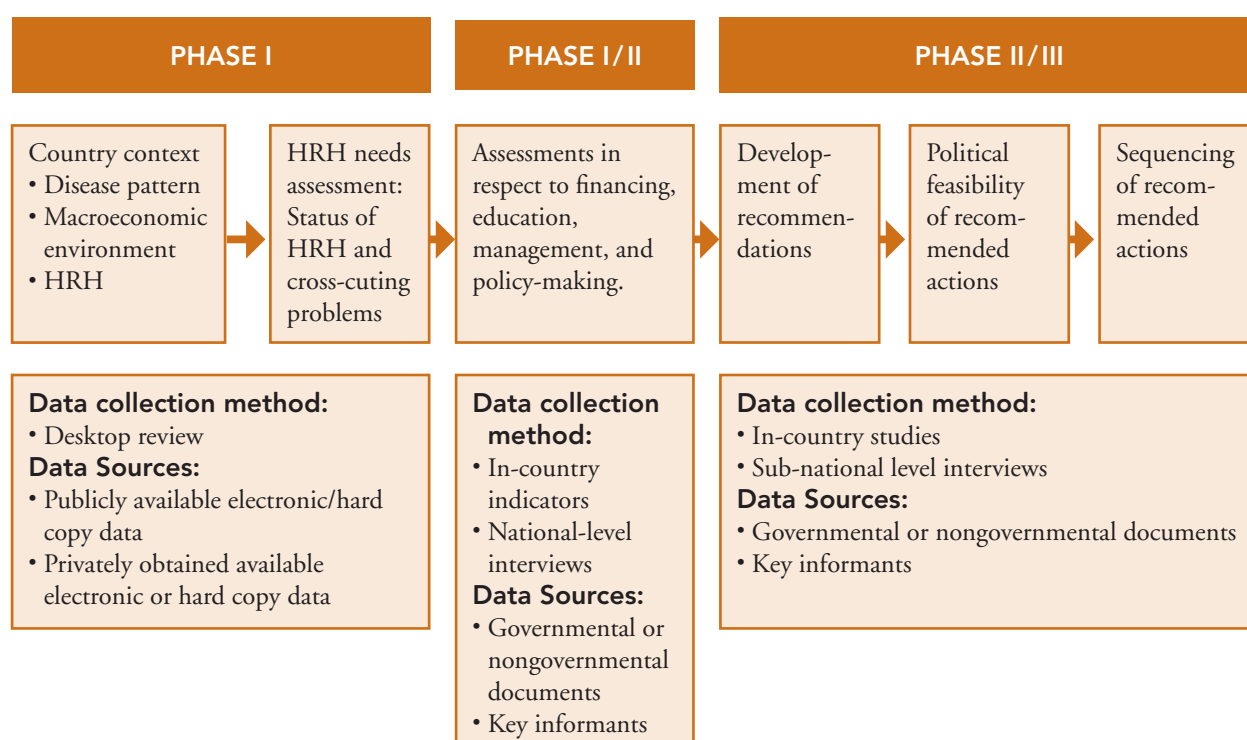 PHASE I
PHASE I/II
PHASE II/III
Country context
• Disease pattern
• Macroeconomic
environment
• HRH
HRH needs
assessment:
Status of
HRH and
cross-cuting
problems
Assessments in
respect to financing,
education,
management, and
policy-making.
Develop-
ment of
recommen-
dations
Political
feasibility
of recom-
mended
actions
Sequencing
of recom-
mended
actions
Data collection method:
• Desktop review
Data Sources:
• Publicly available electronic/hard
copy data
• Privately obtained available
electronic or hard copy data
Data collection
method:
• In-country
indicators
• National-level
interviews
Data Sources:
• Governmental or
nongovernmental
documents
• Key informants
Data collection method:
• In-country studies
• Sub-national level interviews
Data Sources:
• Governmental or nongovernmental documents
• Key informants